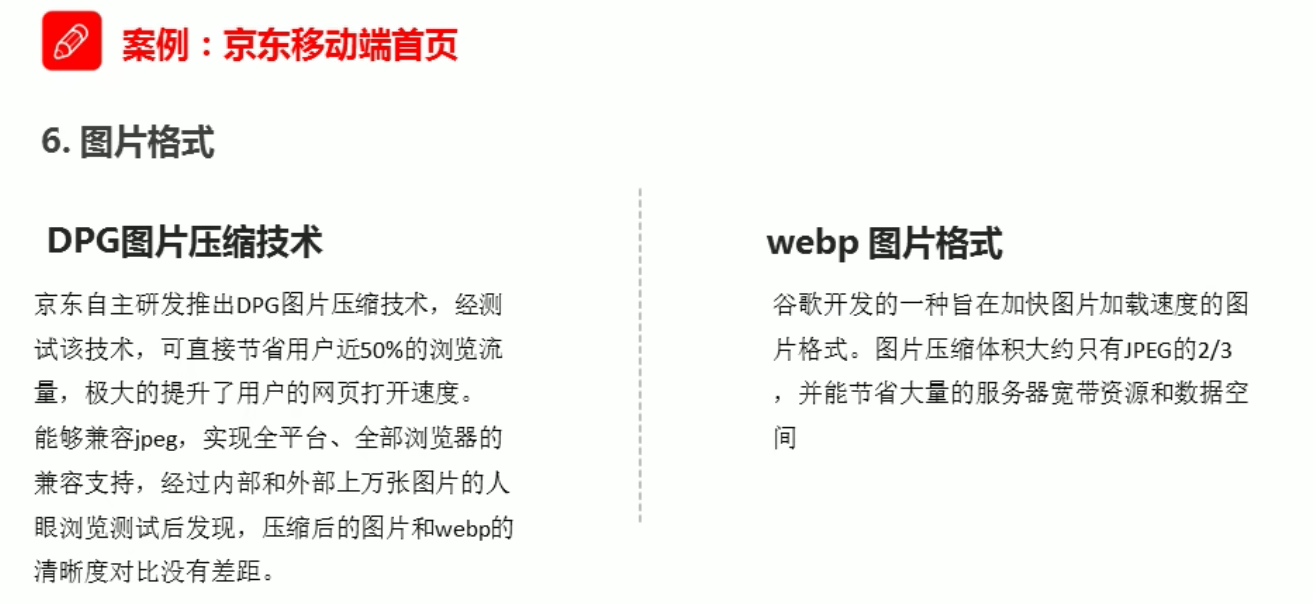 案例：京东移动端首页
6. 图片格式
DPG图片压缩技术
京东自主研发推出DPG图片压缩技术，经测
试该技术，可直接节省用户近50%的浏览流
量，极大的提升了用户的网页打开速度。
能够兼容jpeg，实现全平台、全部浏览器的
兼容支持，经过内部和外部上万张图片的人
眼浏览测试后发现，压缩后的图片和webp的
清晰度对比没有差距。
webp 图片格式
谷歌开发的一种旨在加快图片加载速度的图
片格式。图片压缩体积大约只有JPEG的2/3
，并能节省大量的服务器宽带资源和数据空
间